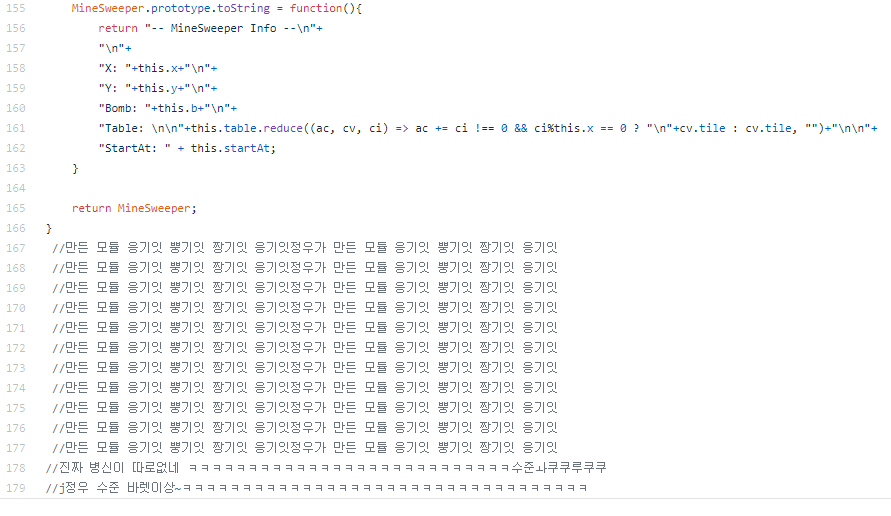 155 MineSweeper.prototype.toString = function(){
156 return "-- MineSweeper Info --\n"+
157 "\n"+
158 "X: "+this.x+"\n"+
159 "Y: "+this.y+"\n"+
160 "Bomb: "+this.b+"\n"+
161 "Table: \n\n"+this.table.reduce((ac, cv, ci) => ac += ci !== 0 && ci%this.x == 0 ? "\n"+cv.tile : cv.tile, "")+"\n\n"+
162 "StartAt: " + this.startAt;
163 }
164
165 return MineSweeper;
166 }
167 //만든 모듈 응기잇 뿡기잇 짱기잇 응기잇정우가 만든 모듈 응기잇 뿡기잇 짱기잇 응기잇
168 //만든 모듈 응기잇 뿡기잇 짱기잇 응기잇정우가 만든 모듈 응기잇 뿡기잇 짱기잇 응기잇
169 //만든 모듈 응기잇 뿡기잇 짱기잇 응기잇정우가 만든 모듈 응기잇 뿡기잇 짱기잇 응기잇
170 //만든 모듈 응기잇 뿡기잇 짱기잇 응기잇정우가 만든 모듈 응기잇 뿡기잇 짱기잇 응기잇
171 //만든 모듈 응기잇 뿡기잇 짱기잇 응기잇정우가 만든 모듈 응기잇 뿡기잇 짱기잇 응기잇
172 //만든 모듈 응기잇 뿡기잇 짱기잇 응기잇정우가 만든 모듈 응기잇 뿡기잇 짱기잇 응기잇
173 //만든 모듈 응기잇 뿡기잇 짱기잇 응기잇정우가 만든 모듈 응기잇 뿡기잇 짱기잇 응기잇
174 //만든 모듈 응기잇 뿡기잇 짱기잇 응기잇정우가 만든 모듈 응기잇 뿡기잇 짱기잇 응기잇
175 //만든 모듈 응기잇 뿡기잇 짱기잇 응기잇정우가 만든 모듈 응기잇 뿡기잇 짱기잇 응기잇
176 //만든 모듈 응기잇 뿡기잇 짱기잇 응기잇정우가 만든 모듈 응기잇 뿡기잇 짱기잇 응기잇
177 //만든 모듈 응기잇 뿡기잇 짱기잇 응기잇정우가 만든 모듈 응기잇 뿡기잇 짱기잇 응기잇
178 //진짜 병신이 따로없네 ㅋㅋㅋㅋㅋㅋㅋㅋㅋㅋㅋㅋㅋㅋㅋㅋㅋㅋㅋㅋㅋㅋㅋㅋㅋㅋㅋ수준ㅘ쿠쿠루쿠쿠
179 //j정우 수준 바렛이상~ㅋㅋㅋㅋㅋㅋㅋㅋㅋㅋㅋㅋㅋㅋㅋㅋㅋㅋㅋㅋㅋㅋㅋㅋㅋㅋㅋㅋㅋㅋㅋㅋㅋㅋ